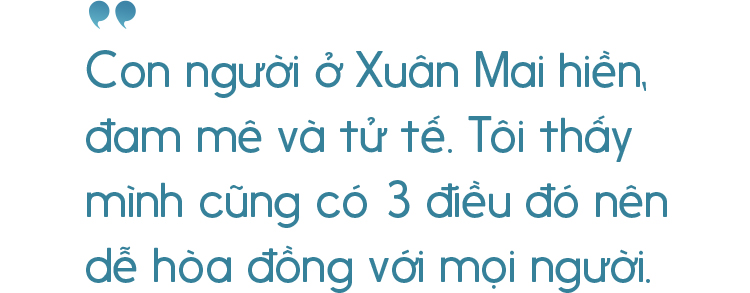 ”
Con người ở Xuân Mai hiền,
đam mê và tử tế. Tôi thấy
mình cũng có 3 điều đó nên
dễ hòa đồng với mọi người.